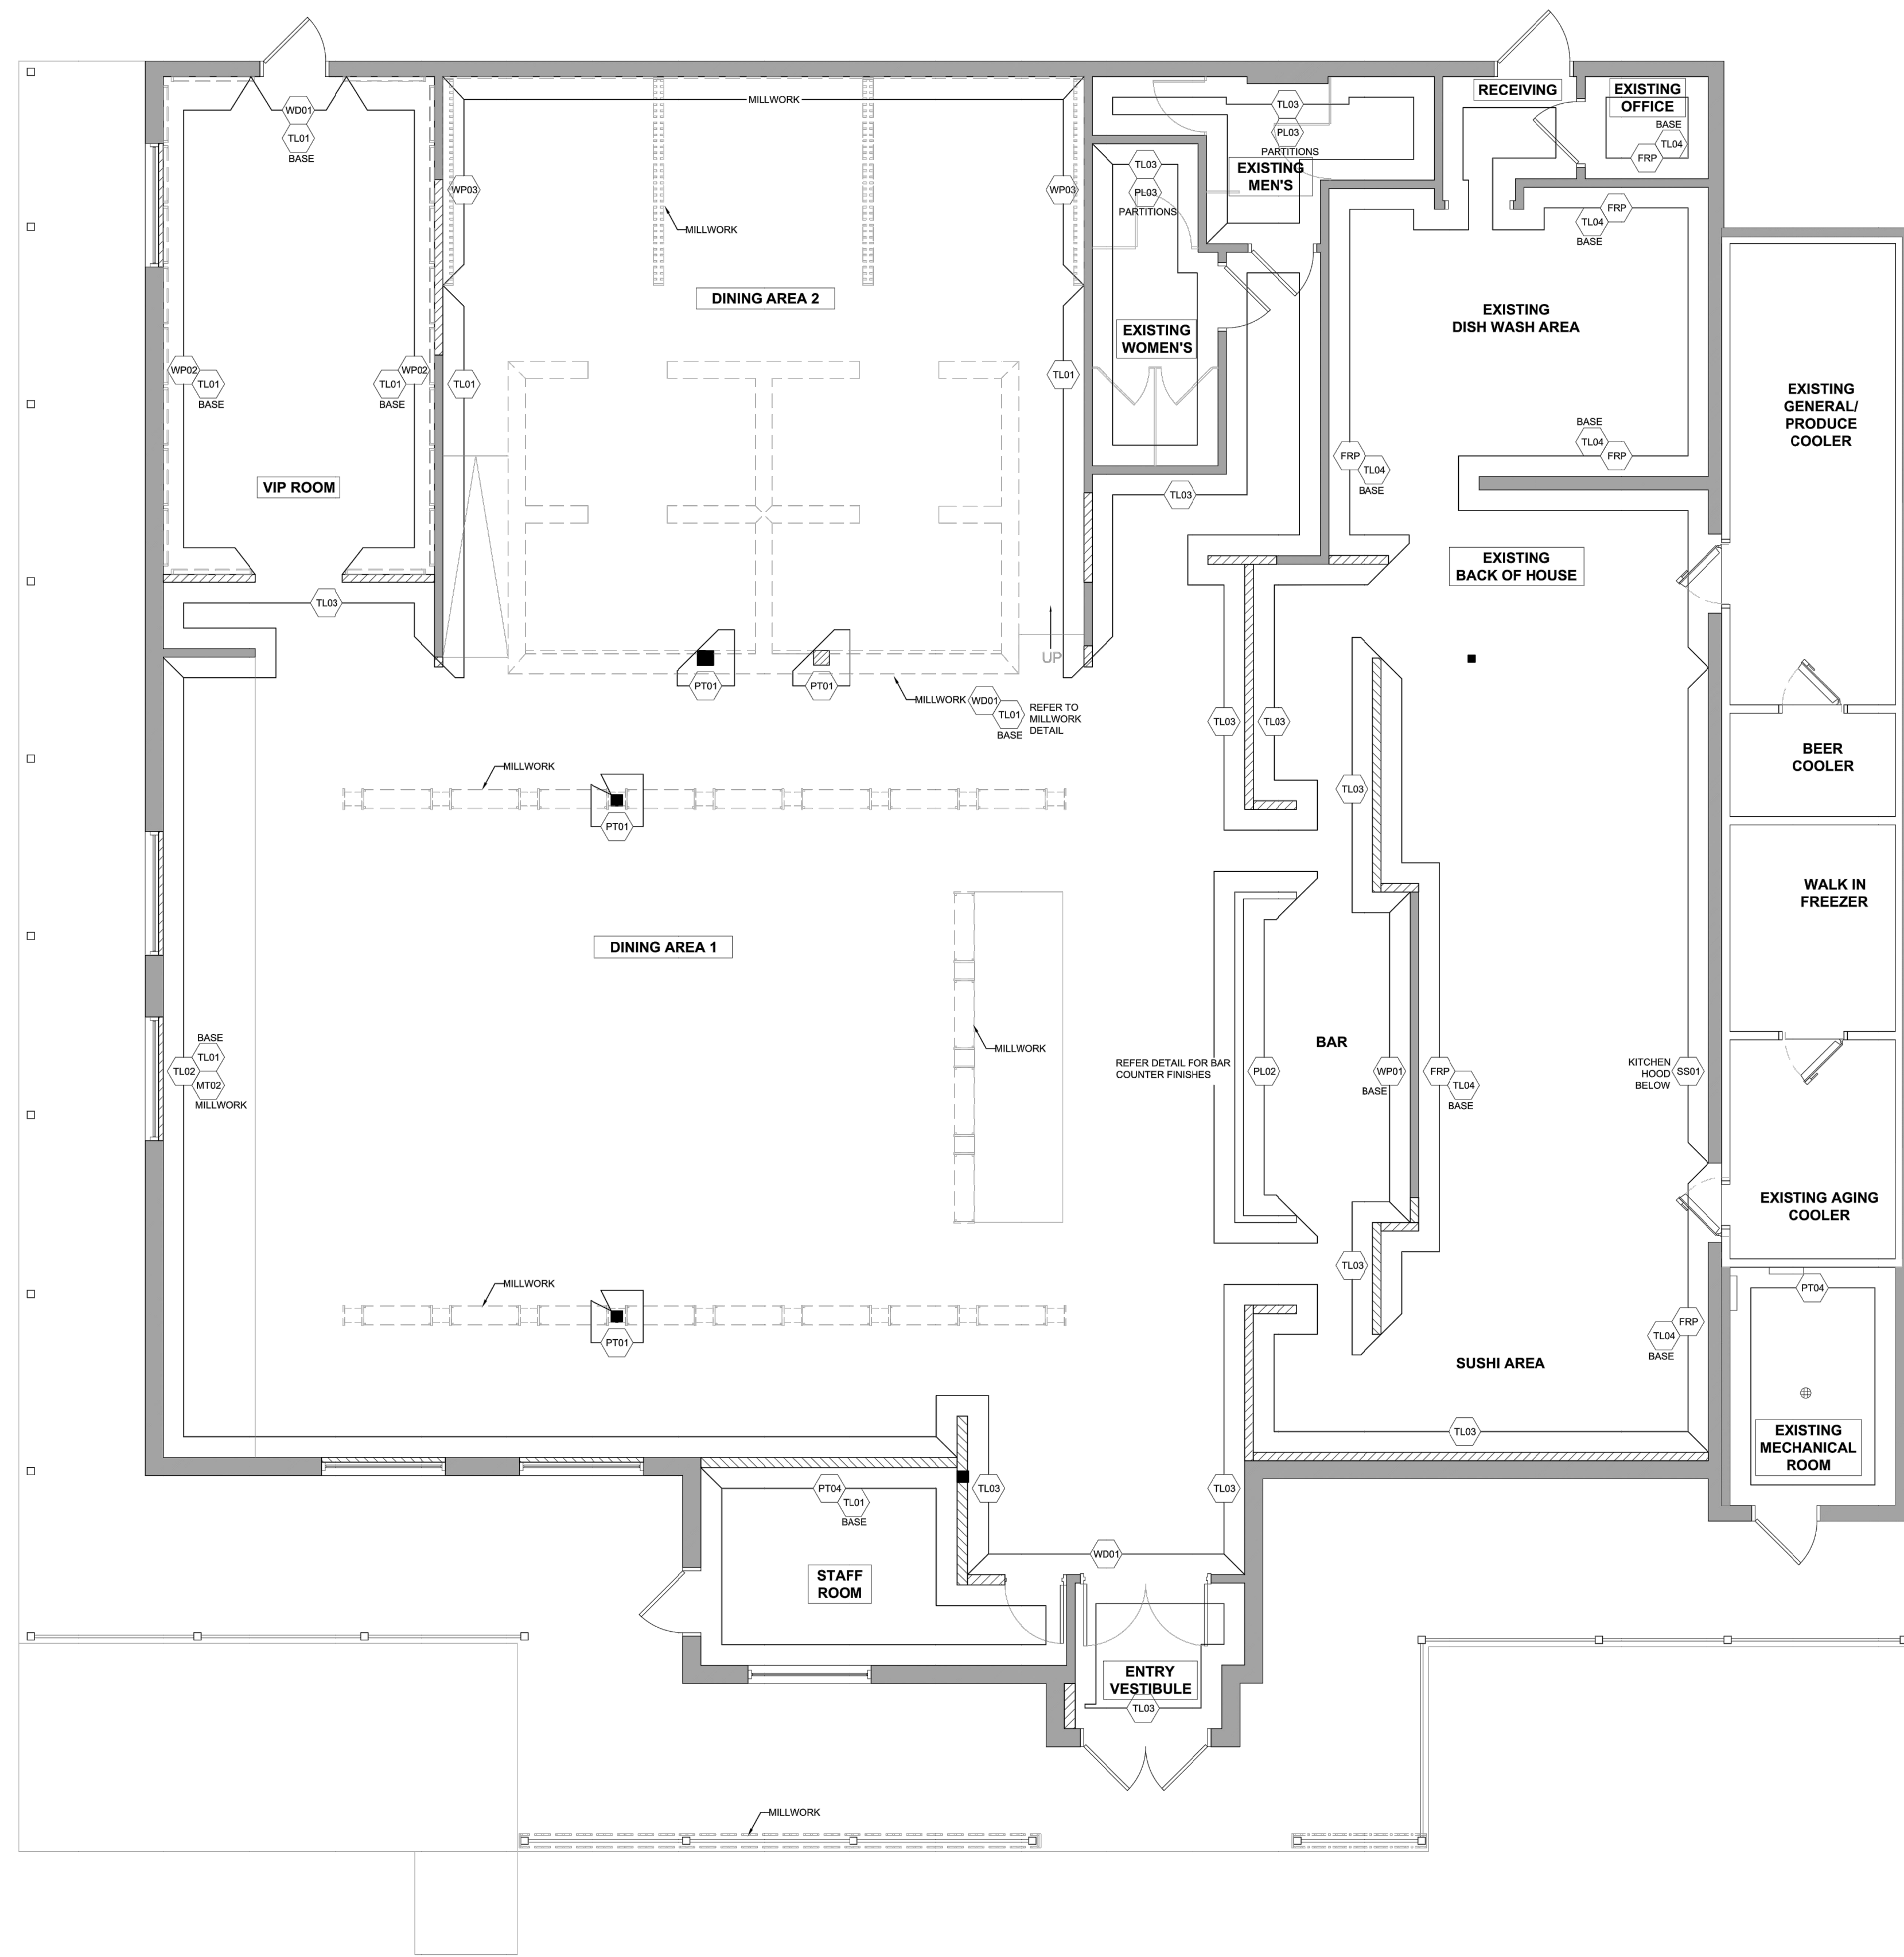 RECEIVING
EXISTING
OFFICE
BASE
TL04
FRP
MILLWORK
WD01
TL01
BASE
TL03
PL03
PARTITIONS
EXISTING
MEN'S
TL03
PL03
PARTITIONS
WP03
WP03
MILLWORK
FRP
TL04
BASE
DINING AREA 2
EXISTING
DISH WASH AREA
EXISTING
WOMEN'S
WP02
TL01
BASE
WP02
TL01
BASE
TL01
TL01
EXISTING
GENERAL/
PRODUCE
COOLER
BASE
TL04
FRP
FRP
TL04
BASE
VIP ROOM
TL03
EXISTING
BACK OF HOUSE
TL03
UP
PT01
PT01
MILLWORK
WD01
TL01
BASE
REFER TO
MILLWORK
DETAIL
TL03
TL03
BEER
COOLER
MILLWORK
PT01
TL03
WALK IN
FREEZER
DINING AREA 1
BASE
TL01
TL02
MT02
MILLWORK
MILLWORK
REFER DETAIL FOR BAR
COUNTER FINISHES
PL02
BAR
WP01
BASE
FRP
TL04
BASE
KITCHEN
HOOD
BELOW
SS01
EXISTING AGING
COOLER
TL03
MILLWORK
PT01
PT04
FRP
TL04
BASE
SUSHI AREA
TL03
EXISTING
MECHANICAL
ROOM
PT04
TL01
BASE
TL03
TL03
WD01
STAFF
ROOM
ENTRY
VESTIBULE
TL03
MILLWORK